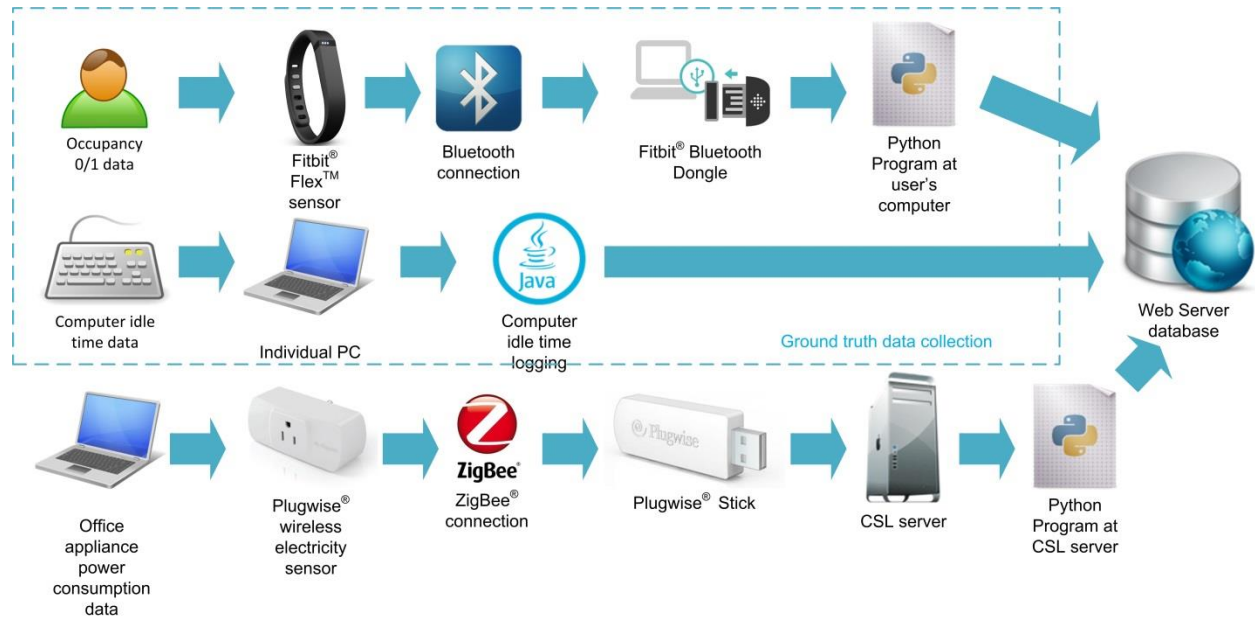 Occupancy
0/1 data
Fitbit®
Flex™
sensor
Bluetooth
connection
Fitbit® Bluetooth
Dongle
Python
Program at
user's
computer
Java
Computer idle
time data
Individual PC
Computer
idle time
logging
Ground truth data collection
Web Server
database
Plugwise
ZigBee®
Office
appliance
power
consumption
data
Plugwise®
wireless
electricity
sensor
ZigBee®
connection
Plugwise® Stick
CSL server
Python
Program at
CSL server